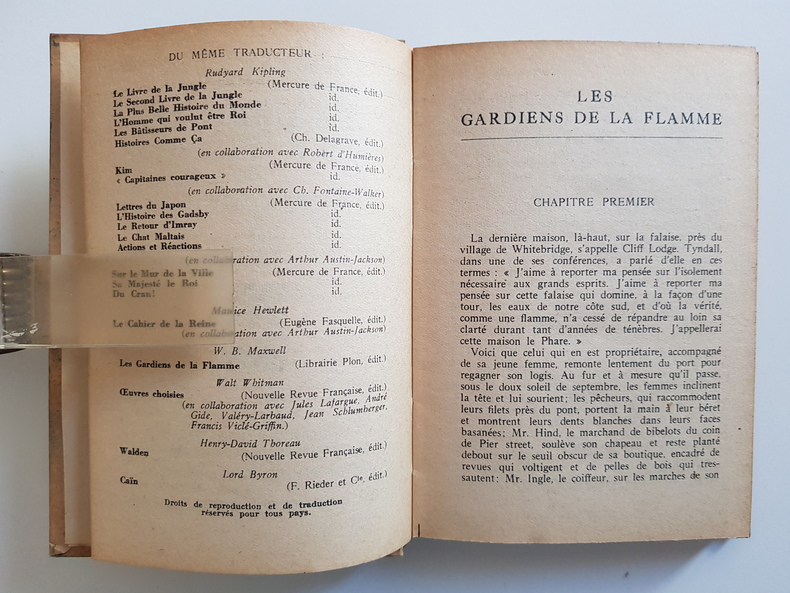 DU MÊME TRADUCTEUR :
Rudyard Kipling
Le Livre de la Jungle (Mercure de France, édit.)
Le Second Livre de la Jungle id.
La Plus Belle Histoire du Monde id.
L'Homme qui voulut être Roi id.
Les Bâtisseurs de Pont id.
Histoires Comme Ça (Ch. Delagrave, édit.)
(en collaboration avec Robert d'Humières)
Kim (Mercure de France, édit.)
« Capitaines courageux » id.
(en collaboration avec Ch. Fontaine-Walker)
Lettres du Japon (Mercure de France, édit.)
L'Histoire des Gadsby id.
Le Retour d'Imray id.
Le Chat Maltais id.
Actions et Réactions id.
(en collaboration avec Arthur Austin-Jackson)
Sur le Mur de la Ville (Mercure de France, édit.)
Sa Majesté le Roi id.
Du Cran! id.
Maurice Hewlett
Le Cahier de la Reine (Eugène Fasquelle, édit.)
(en collaboration avec Arthur Austin-Jackson)
W. B. Maxwell
Les Gardiens de la Flamme (Librairie Plon, édit.)
Walt Whitman
Œuvres choisies (Nouvelle Revue Française, édit.)
(en collaboration avec Jules Lafargue, André
Gide, Valéry-Larbaud, Jean Schlumberger,
Francis Viclé-Griffin.)
Henry-David Thoreau
Walden (Nouvelle Revue Française, édit.)
Lord Byron
Caïn (F. Rieder et Cie, édit.)
Droits de reproduction et de traduction
réservés pour tous pays.
LES
GARDIENS DE LA FLAMME
CHAPITRE PREMIER
La dernière maison, là-haut, sur la falaise, près du
village de Whitebridge, s'appelle Cliff Lodge. Tyndall,
dans une de ses conférences, a parlé d'elle en ces
termes : « J'aime à reporter ma pensée sur l'isolement
nécessaire aux grands esprits. J'aime à reporter ma
pensée sur cette falaise qui domine, à la façon d'une
tour, les eaux de notre côte sud, et d'où la vérité,
comme une flamme, n'a cessé de répandre au loin sa
clarté durant tant d'années de ténèbres. J'appellerai
cette maison le Phare. »
Voici que celui qui en est propriétaire, accompagné
de sa jeune femme, remonte lentement du port pour
regagner son logis. Au fur et à mesure qu'il passe,
sous le doux soleil de septembre, les femmes inclinent
la tête et lui sourient; les pêcheurs, qui raccommodent
leurs filets près du pont, portent la main à leur béret
et montrent leurs dents blanches dans leurs faces
basanées; Mr. Hind, le marchand de bibelots du coin
de Pier street, soulève son chapeau et reste planté
debout sur le seuil obscur de sa boutique, encadré de
revues qui voltigent et de pelles de bois qui tres-
sautent; Mr. Ingle, le coiffeur, sur les marches de son